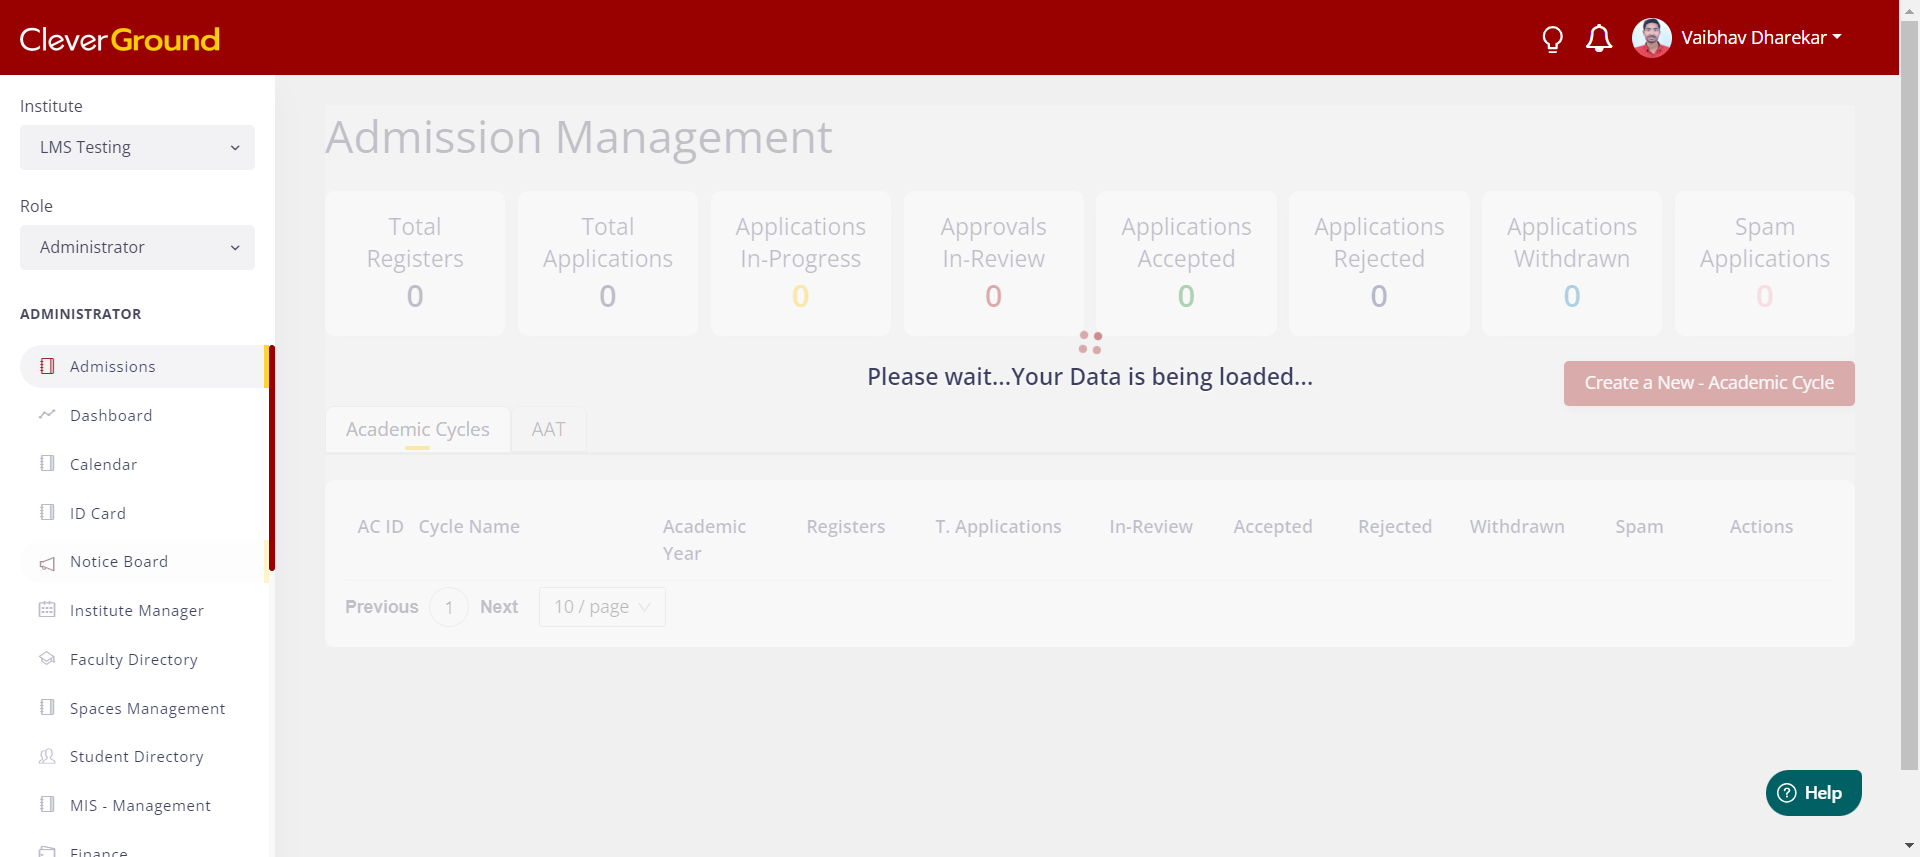 CleverGround
Vaibhav Dharekar
Institute
LMS Testing
Role
Administrator
ADMINISTRATOR
Admissions
Dashboard
Calendar
ID Card
Notice Board
Institute Manager
Faculty Directory
Spaces Management
Student Directory
MIS - Management
Finance
Admission Management
Total
Registers
0
Total
Applications
0
Applications
In-Progress
0
Approvals
In-Review
0
Applications
Accepted
0
Applications
Rejected
0
Applications
Withdrawn
0
Spam
Applications
0
Please wait...Your Data is being loaded...
Create a New - Academic Cycle
Academic Cycles AAT
AC ID Cycle Name Academic Year Registers T. Applications In-Review Accepted Rejected Withdrawn Spam Actions
Previous 1 Next 10 / page
Help